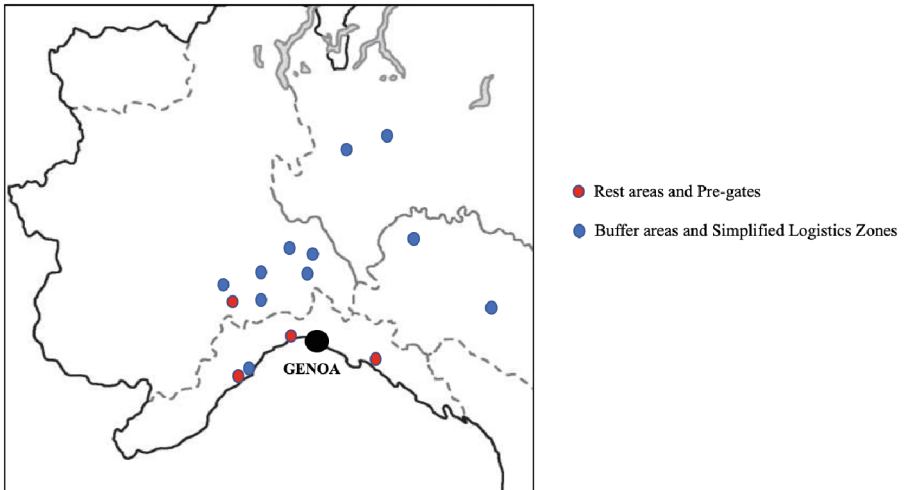 Rest areas and Pre-gates
Buffer areas and Simplified Logistics Zones
GENOA